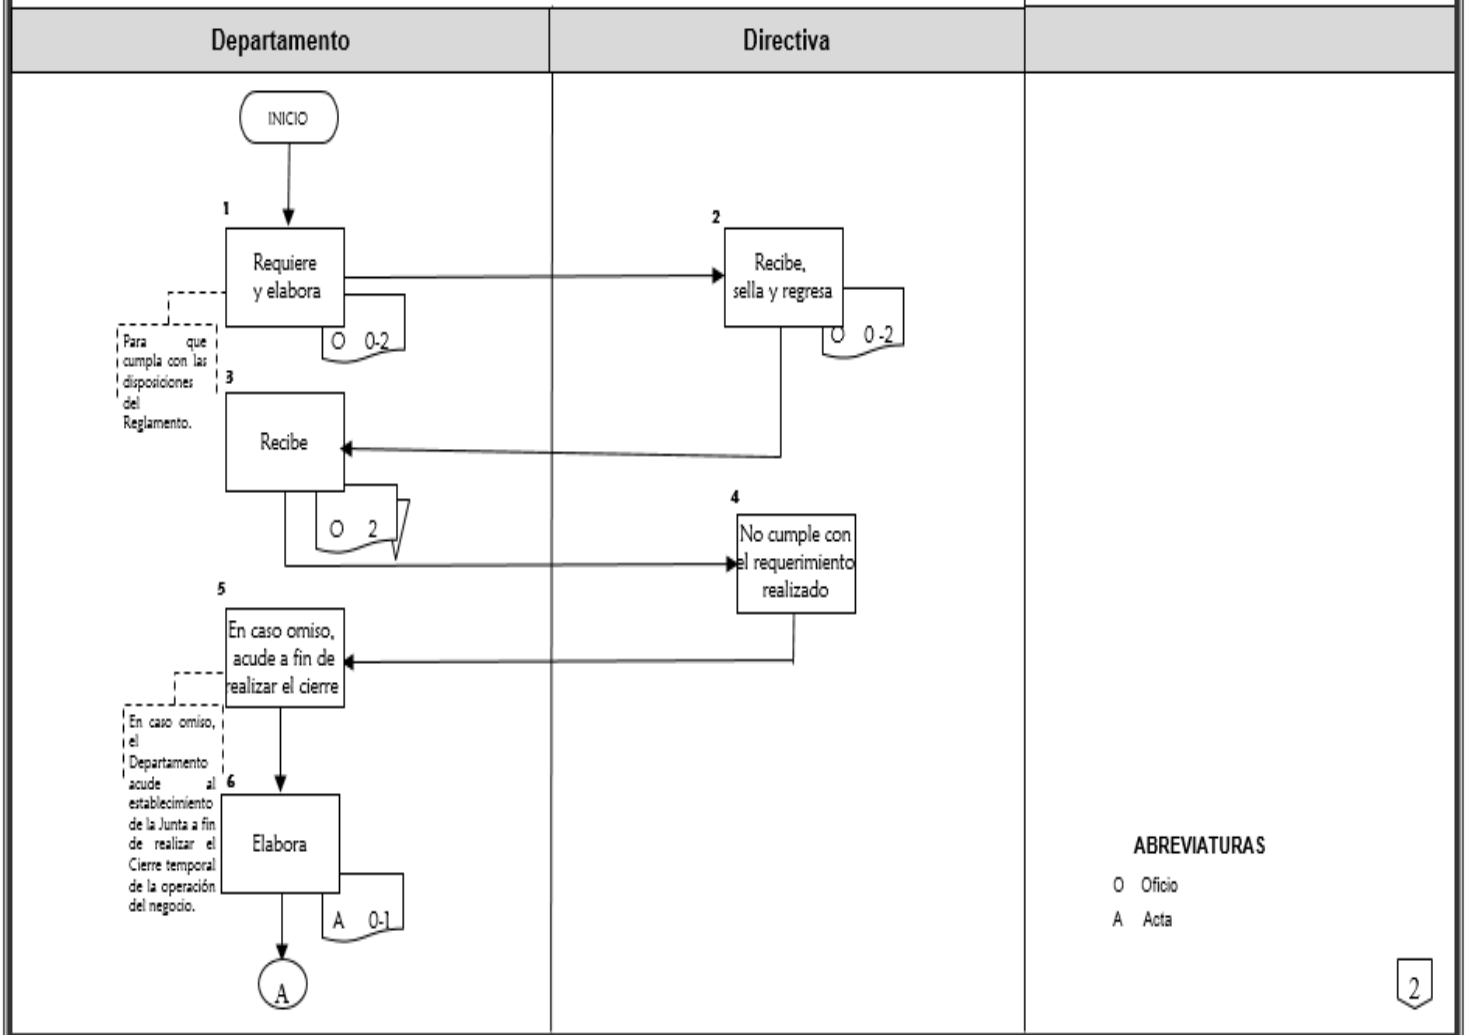 Departamento
Directiva
INICIO
1
Requiere
y elabora
O 0-2
Para que
cumpla con las
disposiciones
del
Reglamento.
2
Recibe,
sella y regresa
O 0 -2
3
Recibe
O 2
4
No cumple con
el requerimiento
realizado
5
En caso omiso,
acude a fin de
realizar el cierre
En caso omiso,
el
Departamento
acude al
establecimiento
de la Junta a fin
de realizar el
Cierre temporal
de la operación
del negocio.
6
Elabora
A 0-1
A
ABREVIATURAS
O Oficio
A Acta
2